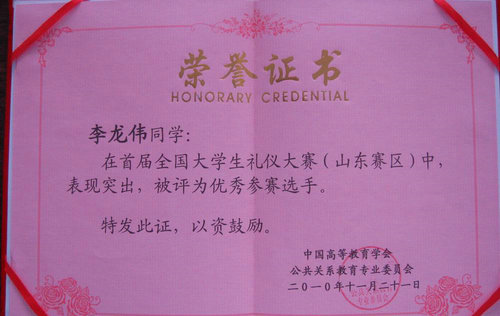 荣誉证书
HONORARY CREDENTIAL
李龙伟同学:
在首届全国大学生礼仪大赛(山东赛区)中,
表现突出,被评为优秀参赛选手。
特发此证,以资鼓励。
中国高等教育学会
公共关系教育专业委员会
二〇一〇年十一月二十一日